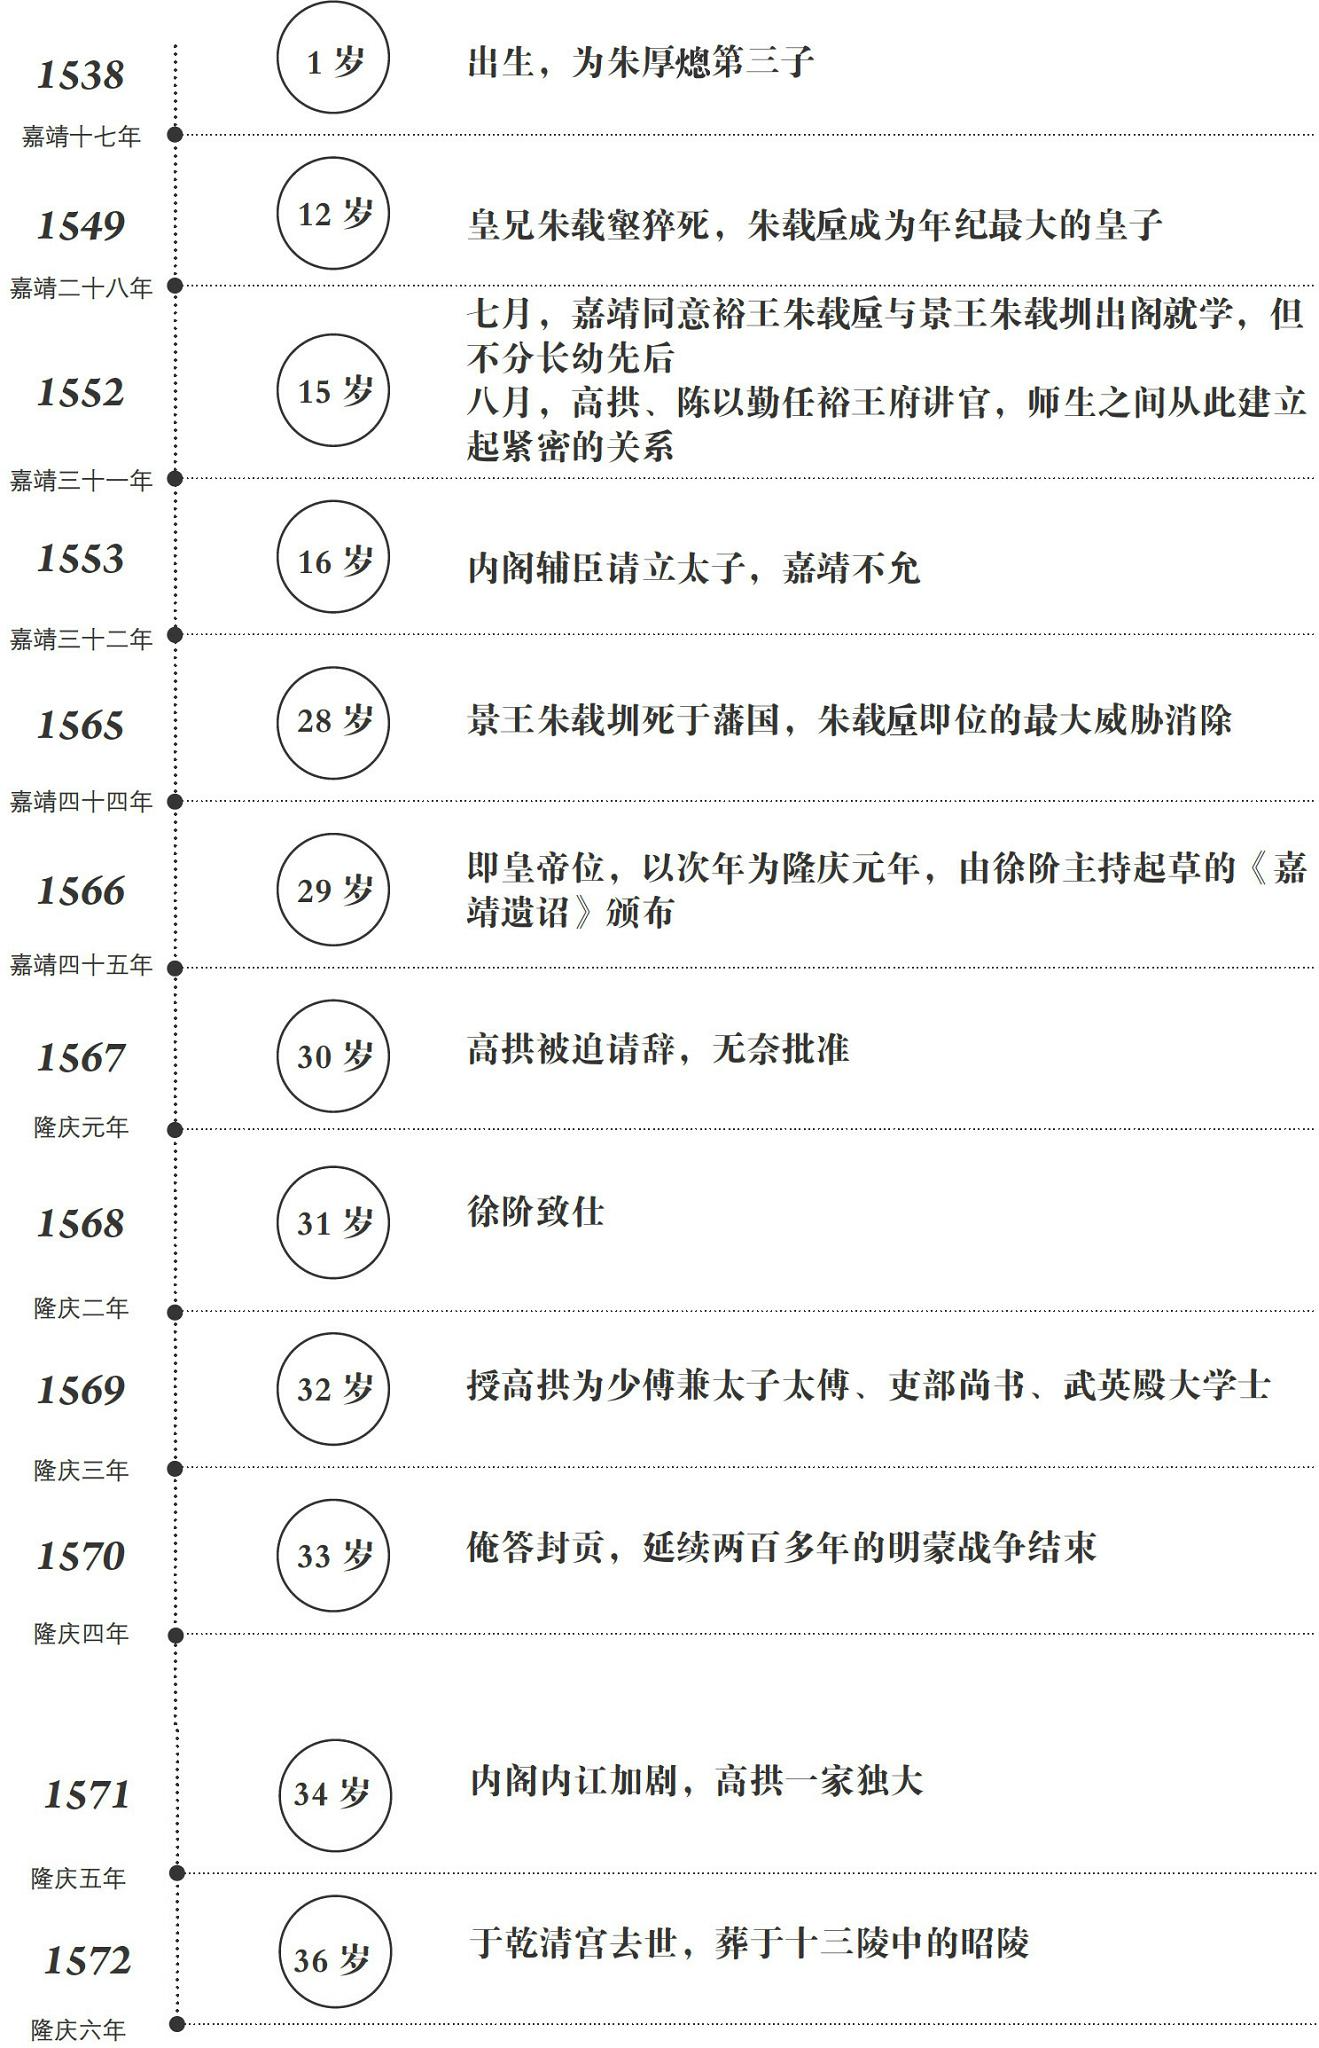 1538
嘉靖十七年
1 岁
出生，为朱厚熜第三子
1549
嘉靖二十八年
12 岁
皇兄朱载壑猝死，朱载坖成为年纪最大的皇子
1552
嘉靖三十一年
15 岁
七月，嘉靖同意裕王朱载坖与景王朱载圳出阁就学，但
不分长幼先后
八月，高拱、陈以勤任裕王府讲官，师生之间从此建立
起紧密的关系
1553
嘉靖三十二年
16 岁
内阁辅臣请立太子，嘉靖不允
1565
嘉靖四十四年
28 岁
景王朱载圳死于藩国，朱载坖即位的最大威胁消除
1566
嘉靖四十五年
29 岁
即皇帝位，以次年为隆庆元年，由徐阶主持起草的《嘉
靖遗诏》颁布
1567
隆庆元年
30 岁
高拱被迫请辞，无奈批准
1568
隆庆二年
31 岁
徐阶致仕
1569
隆庆三年
32 岁
授高拱为少傅兼太子太傅、吏部尚书、武英殿大学士
1570
隆庆四年
33 岁
俺答封贡，延续两百多年的明蒙战争结束
1571
隆庆五年
34 岁
内阁内讧加剧，高拱一家独大
1572
隆庆六年
36 岁
于乾清宫去世，葬于十三陵中的昭陵